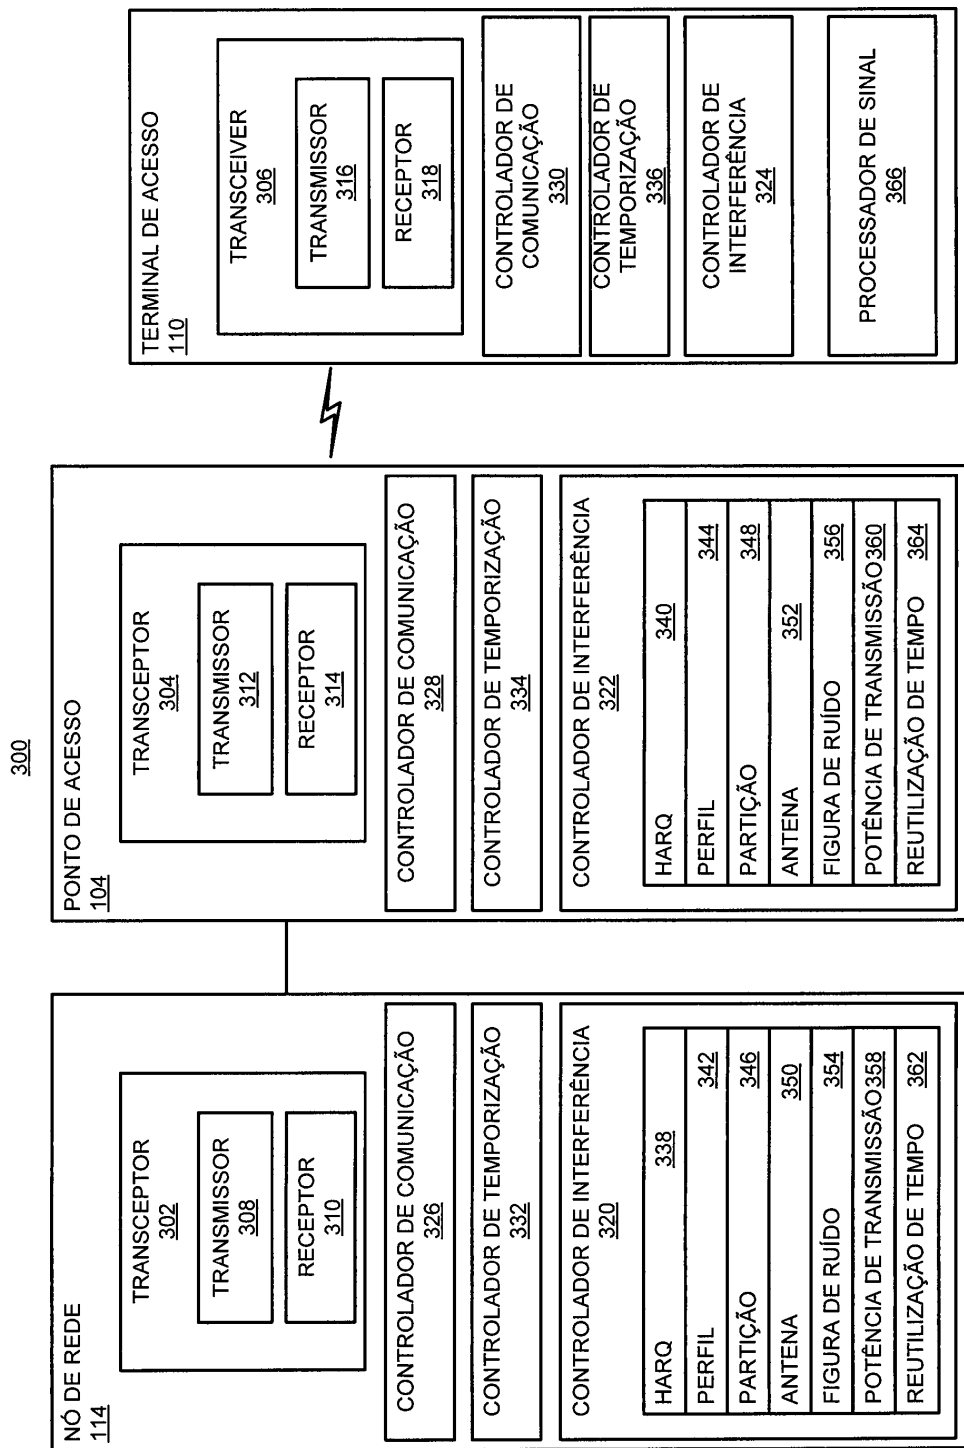 300
NÓ DE REDE
114
TRANSCEPTOR
302
TRANSMISSOR
308
RECEPTOR
310
CONTROLADOR DE COMUNICAÇÃO
326
CONTROLADOR DE TEMPORIZAÇÃO
332
CONTROLADOR DE INTERFERÊNCIA
320
HARQ 338
PERFIL 342
PARTIÇÃO 346
ANTENA 350
FIGURA DE RUÍDO 354
POTÊNCIA DE TRANSMISSÃO358
REUTILIZAÇÃO DE TEMPO 362
PONTO DE ACESSO
104
TRANSCEPTOR
304
TRANSMISSOR
312
RECEPTOR
314
CONTROLADOR DE COMUNICAÇÃO
328
CONTROLADOR DE TEMPORIZAÇÃO
334
CONTROLADOR DE INTERFERÊNCIA
322
HARQ 340
PERFIL 344
PARTIÇÃO 348
ANTENA 352
FIGURA DE RUÍDO 356
POTÊNCIA DE TRANSMISSÃO360
REUTILIZAÇÃO DE TEMPO 364
TERMINAL DE ACESSO
110
TRANSCEIVER
306
TRANSMISSOR
316
RECEPTOR
318
CONTROLADOR DE
COMUNICAÇÃO
330
CONTROLADOR DE
TEMPORIZAÇÃO
336
CONTROLADOR DE
INTERFERÊNCIA
324
PROCESSADOR DE SINAL
366